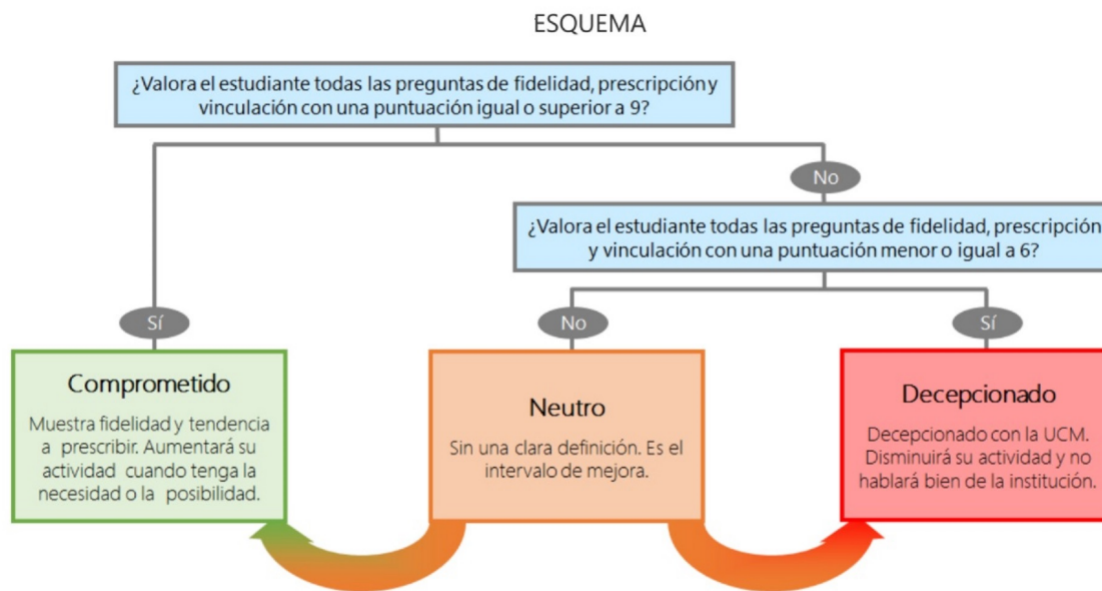 ESQUEMA
¿Valora el estudiante todas las preguntas de fidelidad, prescripción y
vinculación con una puntuación igual o superior a 9?
No
¿Valora el estudiante todas las preguntas de fidelidad, prescripción
y vinculación con una puntuación menor o igual a 6?
Sí
No
Sí
Comprometido
Muestra fidelidad y tendencia
a prescribir. Aumentará su
actividad cuando tenga la
necesidad o la posibilidad.
Neutro
Sin una clara definición. Es el
intervalo de mejora.
Decepcionado
Decepcionado con la UCM.
Disminuirá su actividad y no
hablará bien de la institución.